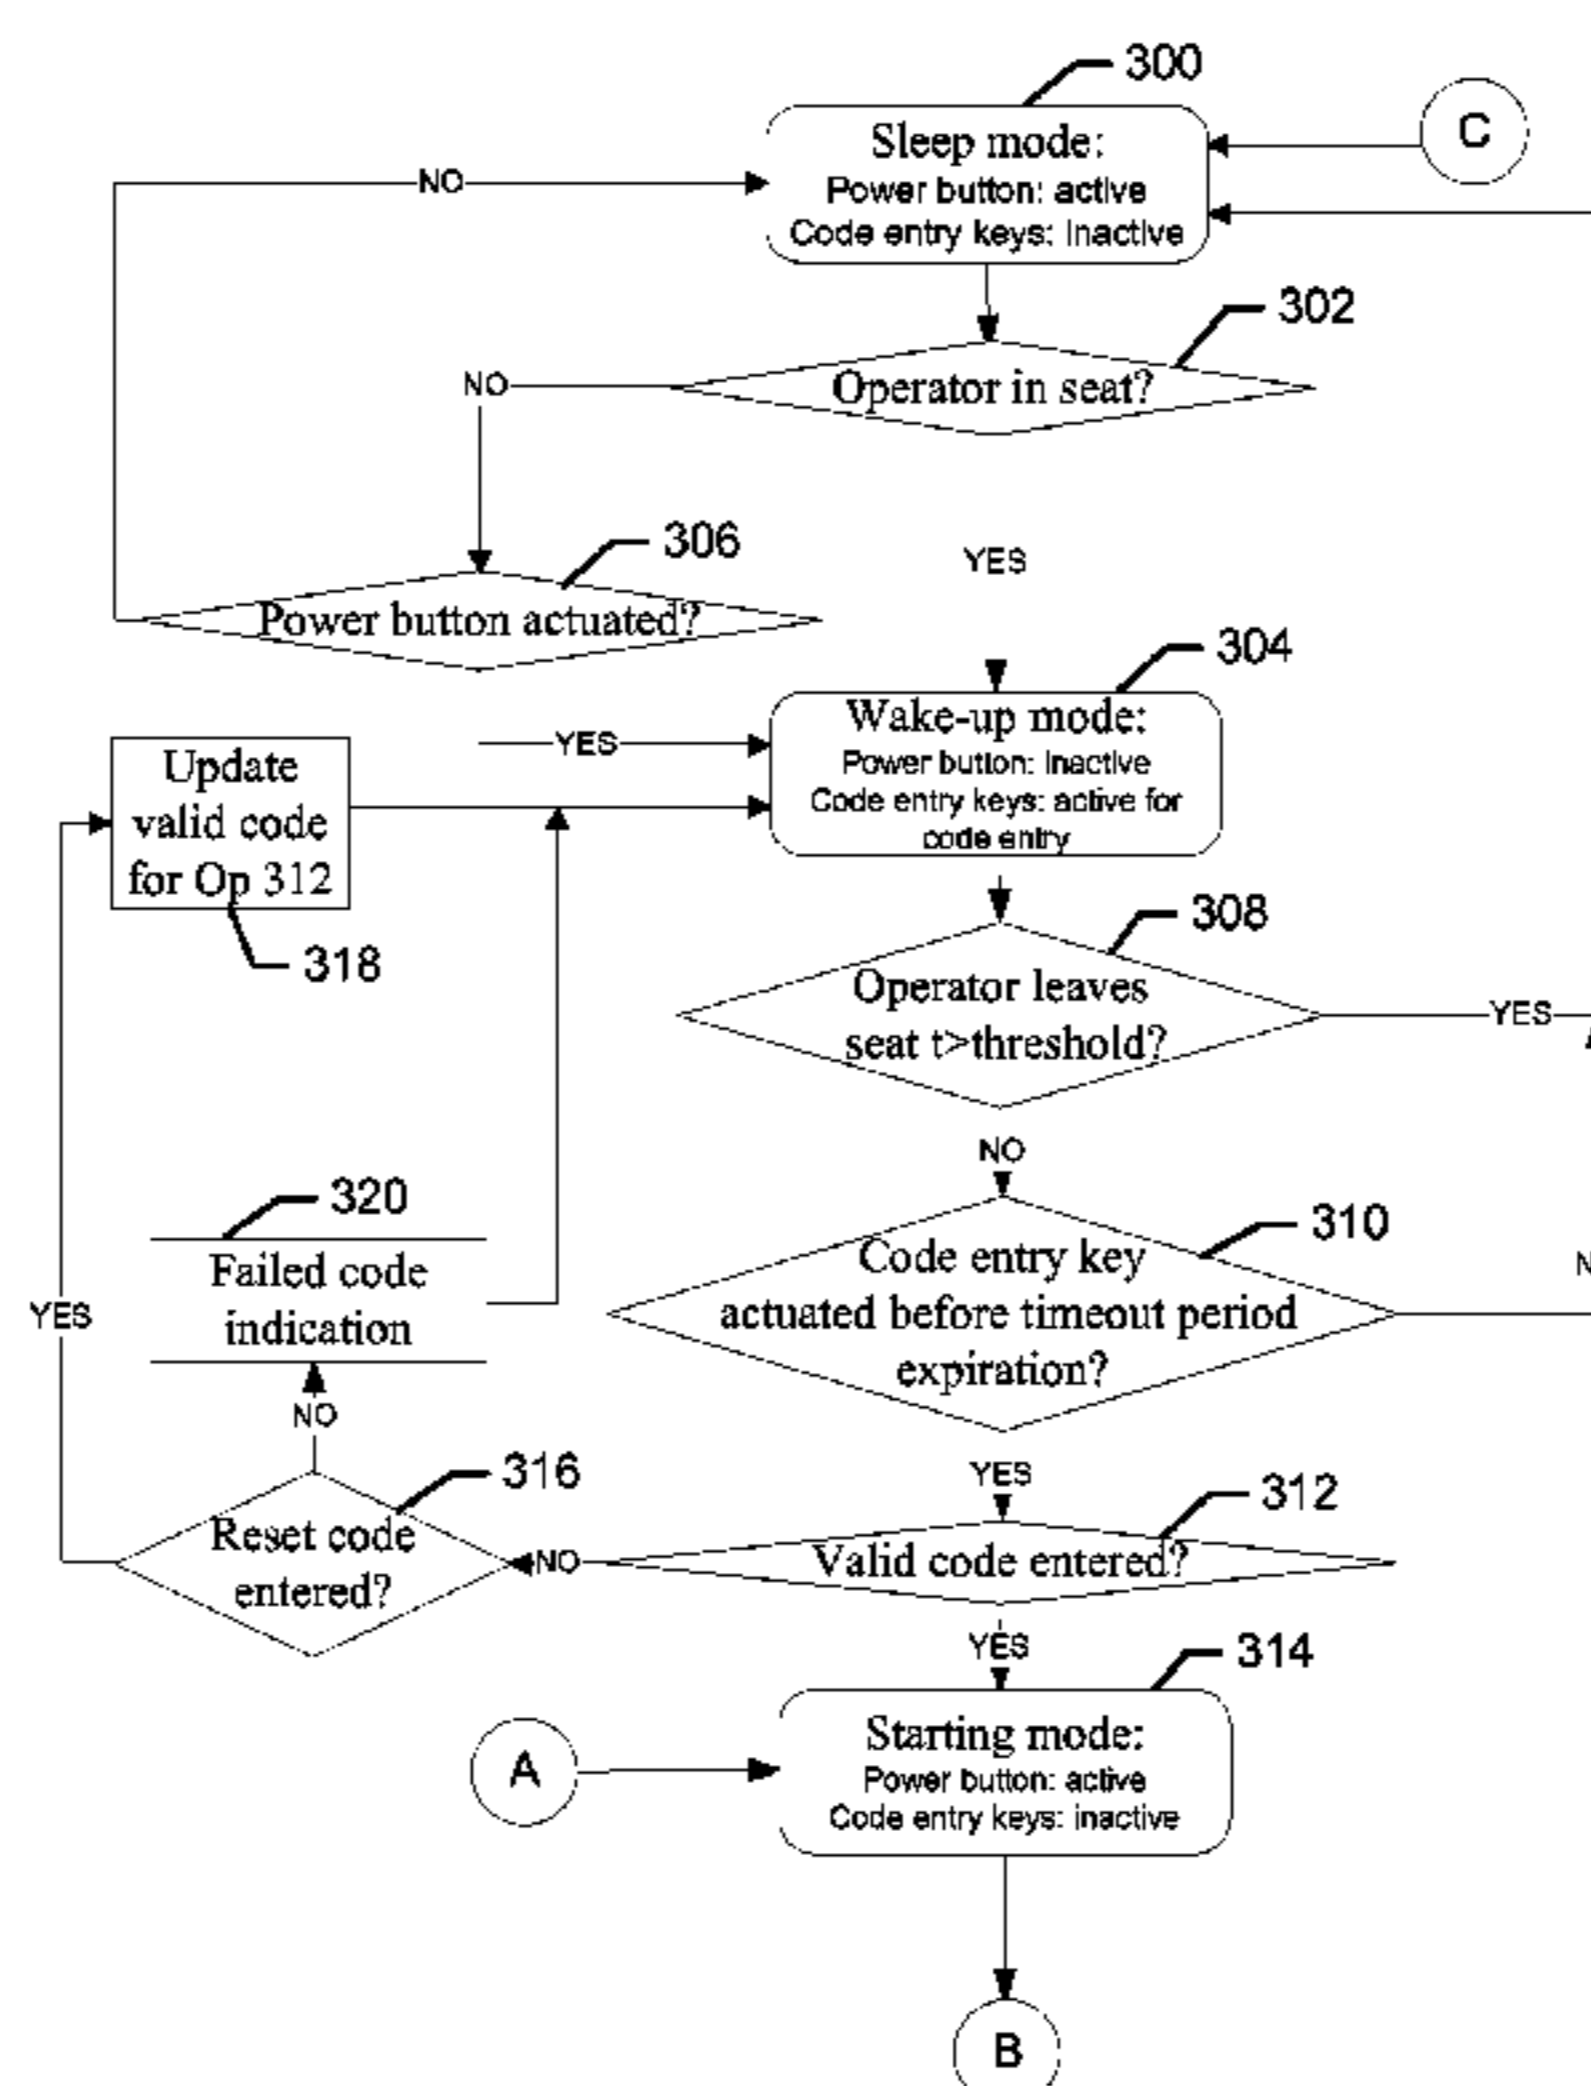 300
Sleep mode:
Power button: active
Code entry keys: inactive
C
NO
302
Operator in seat?
NO
306
Power button actuated?
YES
304
Wake-up mode:
Power button: inactive
Code entry keys: active for
code entry
YES
Update
valid code
for Op 312
318
308
Operator leaves
seat t>threshold?
YES
NO
320
Failed code
indication
310
Code entry key
actuated before timeout period
expiration?
N
YES
NO
YES
316
Reset code
entered?
312
Valid code entered?
NO
YES
314
Starting mode:
Power button: active
Code entry keys: inactive
A
B